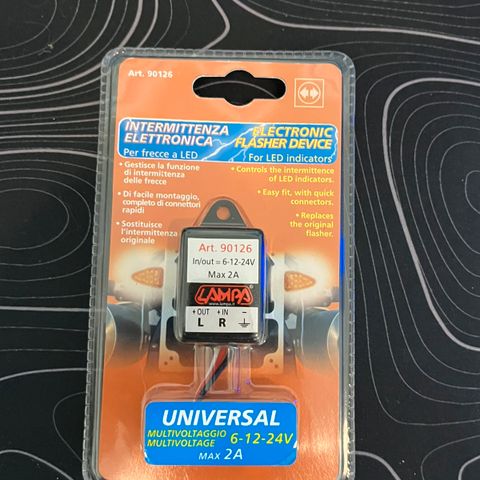 Art. 90126
INTERMITTENZA
ELETTRONICA
Per frecce a LED
• Gestisce la funzione
di intermittenza
delle frecce
• Di facile montaggio,
completo di connettori
rapidi
• Sostituisce
l'intermittenza
originale
ELECTRONIC
FLASHER DEVICE
For LED indicators
• Controls the intermittence
of LED indicators.
• Easy fit, with quick
connectors.
• Replaces
the original
flasher.
Art. 90126
In/out = 6-12-24V
Max 2A
LAMPA®
www.lampa.it
+ OUT + IN −
L R
UNIVERSAL
MULTIVOLTAGGIO
MULTIVOLTAGE
6-12-24V
MAX 2A